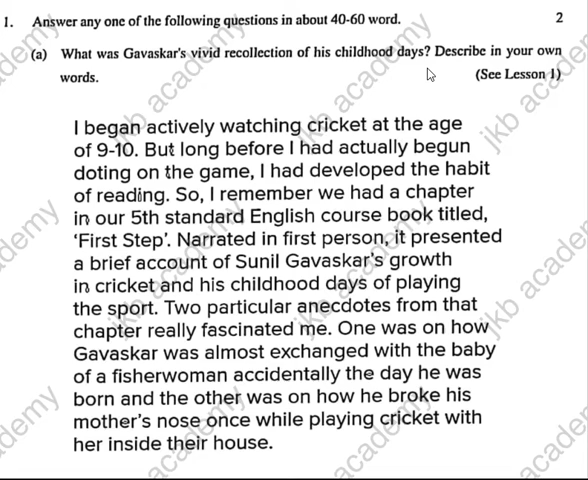 1. Answer any one of the following questions in about 40-60 word. 2
(a) What was Gavaskar's vivid recollection of his childhood days? Describe in your own
words. (See Lesson 1)
I began actively watching cricket at the age
of 9-10. But long before I had actually begun
doting on the game, I had developed the habit
of reading. So, I remember we had a chapter
in our 5th standard English course book titled,
‘First Step’. Narrated in first person, it presented
a brief account of Sunil Gavaskar's growth
in cricket and his childhood days of playing
the sport. Two particular anecdotes from that
chapter really fascinated me. One was on how
Gavaskar was almost exchanged with the baby
of a fisherwoman accidentally the day he was
born and the other was on how he broke his
mother's nose once while playing cricket with
her inside their house.
jkb academy